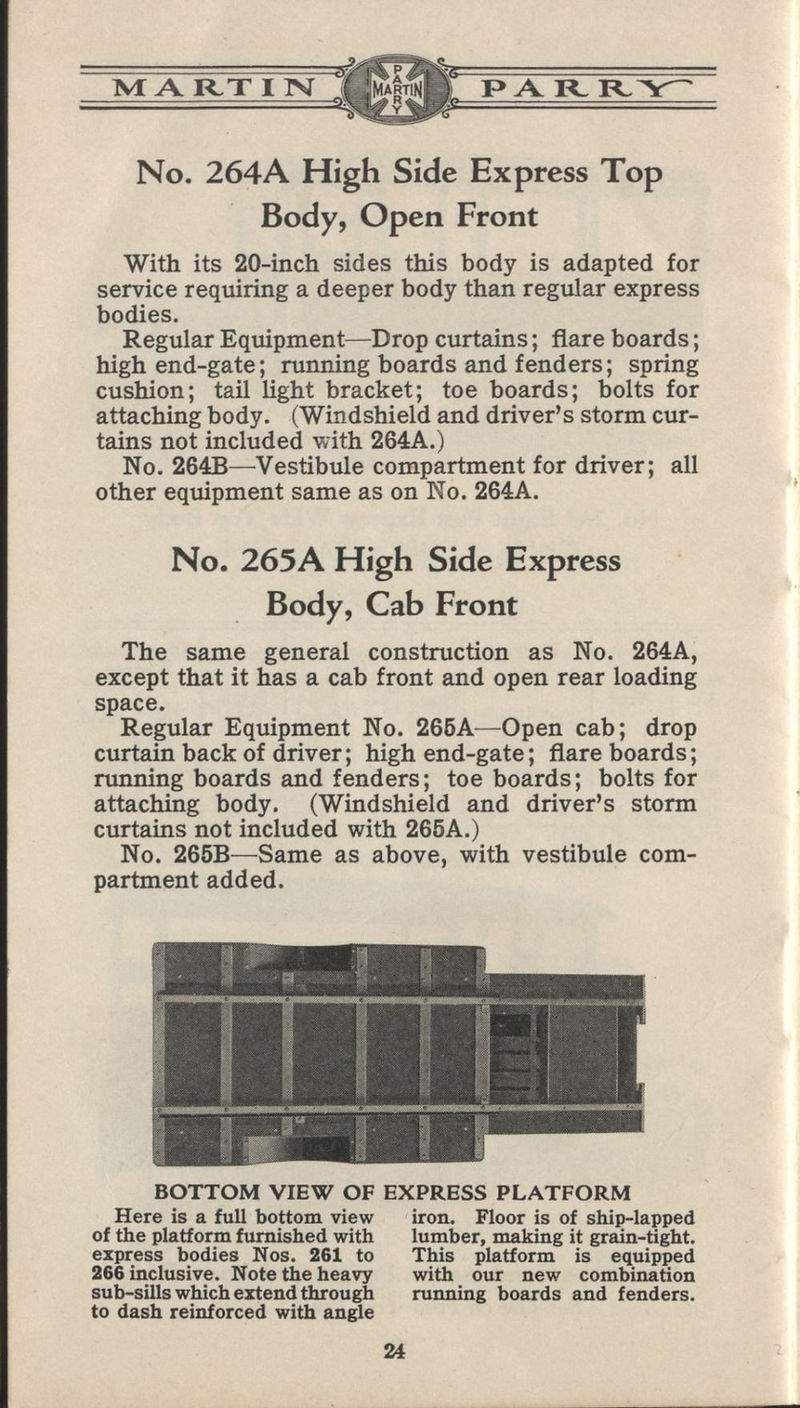 MARTIN PARRY
PARRY
MARTIN
No. 264A High Side Express Top
Body, Open Front
With its 20-inch sides this body is adapted for
service requiring a deeper body than regular express
bodies.
Regular Equipment—Drop curtains; flare boards;
high end-gate; running boards and fenders; spring
cushion; tail light bracket; toe boards; bolts for
attaching body. (Windshield and driver's storm cur-
tains not included with 264A.)
No. 264B—Vestibule compartment for driver; all
other equipment same as on No. 264A.
No. 265A High Side Express
Body, Cab Front
The same general construction as No. 264A,
except that it has a cab front and open rear loading
space.
Regular Equipment No. 265A—Open cab; drop
curtain back of driver; high end-gate; flare boards;
running boards and fenders; toe boards; bolts for
attaching body. (Windshield and driver's storm
curtains not included with 265A.)
No. 265B—Same as above, with vestibule com-
partment added.
BOTTOM VIEW OF EXPRESS PLATFORM
Here is a full bottom view
of the platform furnished with
express bodies Nos. 261 to
266 inclusive. Note the heavy
sub-sills which extend through
to dash reinforced with angle
iron. Floor is of ship-lapped
lumber, making it grain-tight.
This platform is equipped
with our new combination
running boards and fenders.
24